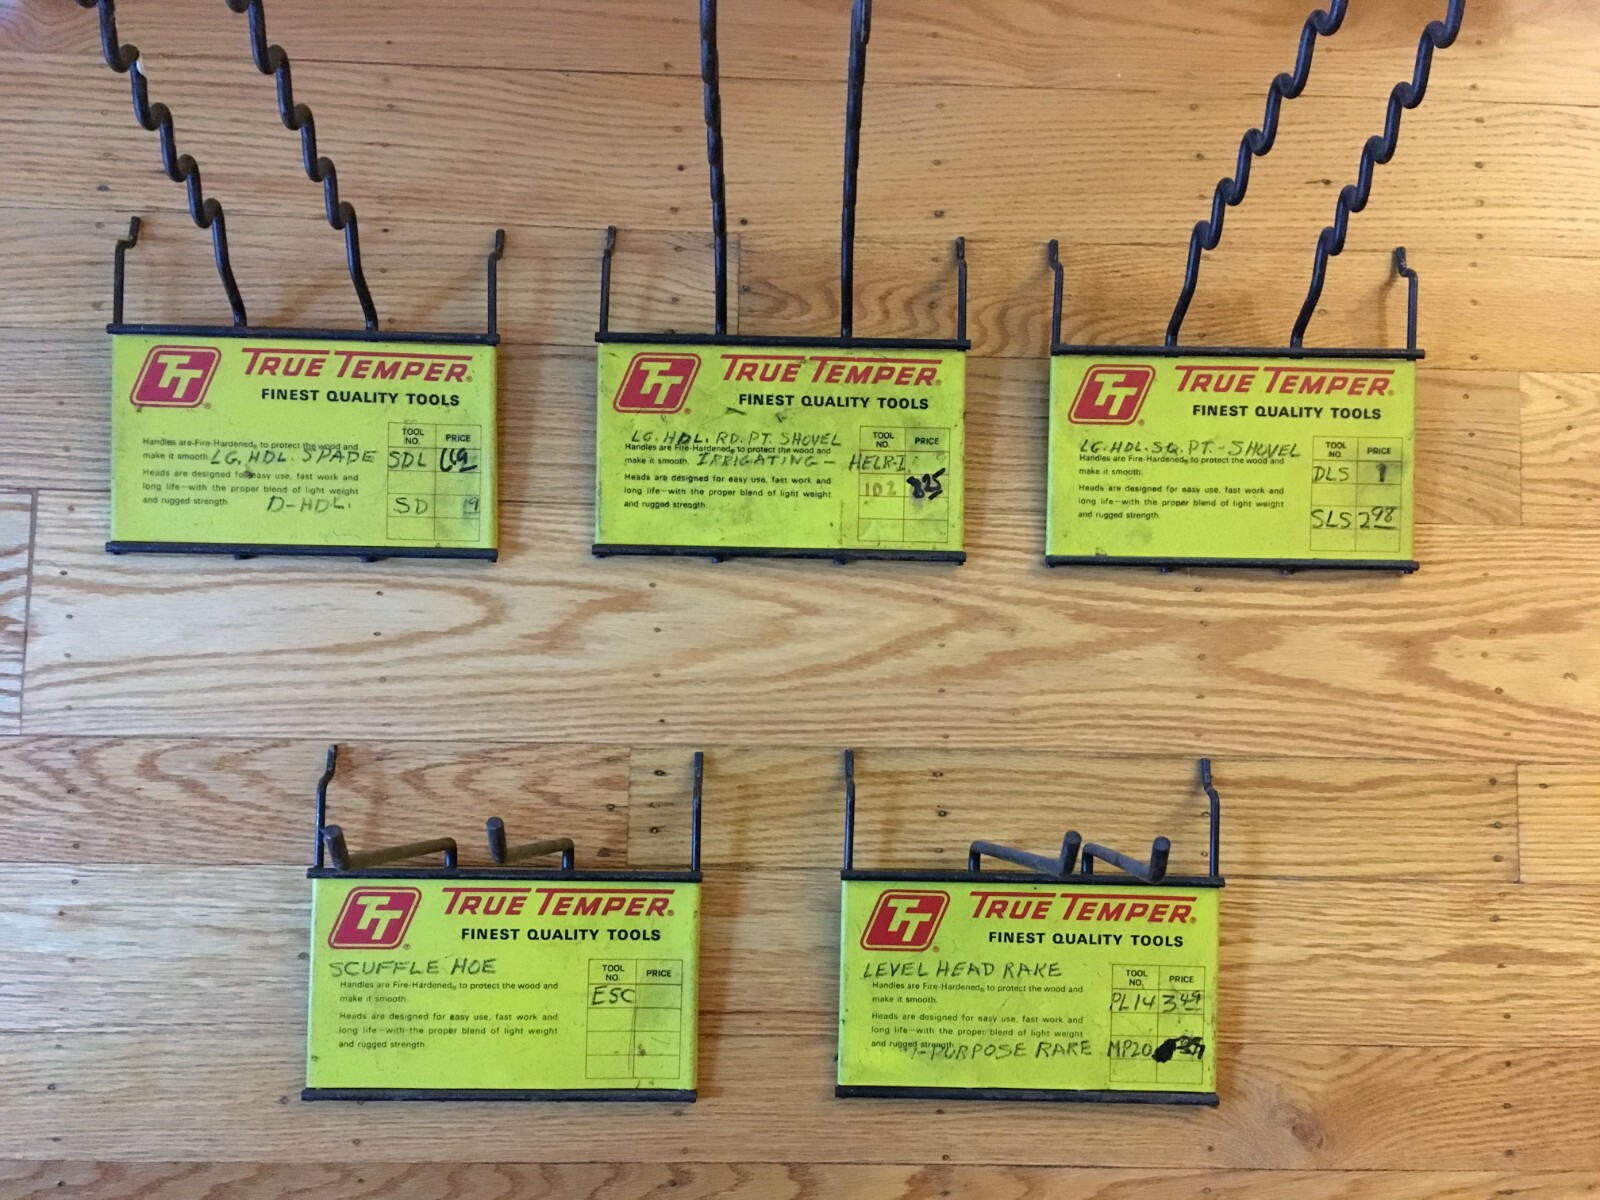 TT ® TRUE TEMPER®
FINEST QUALITY TOOLS
TOOL NO. PRICE
Handles are Fire-Hardened® to protect the wood and
make it smooth. LG. HDL. SPADE SDL
Heads are designed for easy use, fast work and
long life—with the proper blend of light weight
and rugged strength. D-HDL. SD 9
TT ® TRUE TEMPER®
FINEST QUALITY TOOLS
TOOL NO. PRICE
LG. HDL. RD. PT. SHOVEL
Handles are Fire-Hardened® to protect the wood and
make it smooth. IRRIGATING - HELR-I
Heads are designed for easy use, fast work and
long life—with the proper blend of light weight 102 825
and rugged strength.
TT ® TRUE TEMPER®
FINEST QUALITY TOOLS
TOOL NO. PRICE
LG. HDL. SQ. PT. - SHOVEL
Handles are Fire-Hardened® to protect the wood and
make it smooth. DLS
Heads are designed for easy use, fast work and
long life—with the proper blend of light weight
and rugged strength. SLS 2 98
TT ® TRUE TEMPER®
FINEST QUALITY TOOLS
SCUFFLE HOE
TOOL NO. PRICE
Handles are Fire-Hardened® to protect the wood and
make it smooth. ESC
Heads are designed for easy use, fast work and
long life—with the proper blend of light weight
and rugged strength.
TT ® TRUE TEMPER®
FINEST QUALITY TOOLS
LEVEL HEAD RAKE
TOOL NO. PRICE
Handles are Fire-Hardened® to protect the wood and
make it smooth. PL14 3 49
Heads are designed for easy use, fast work and
long life—with the proper blend of light weight
and rugged strength.
PURPOSE RAKE MP20